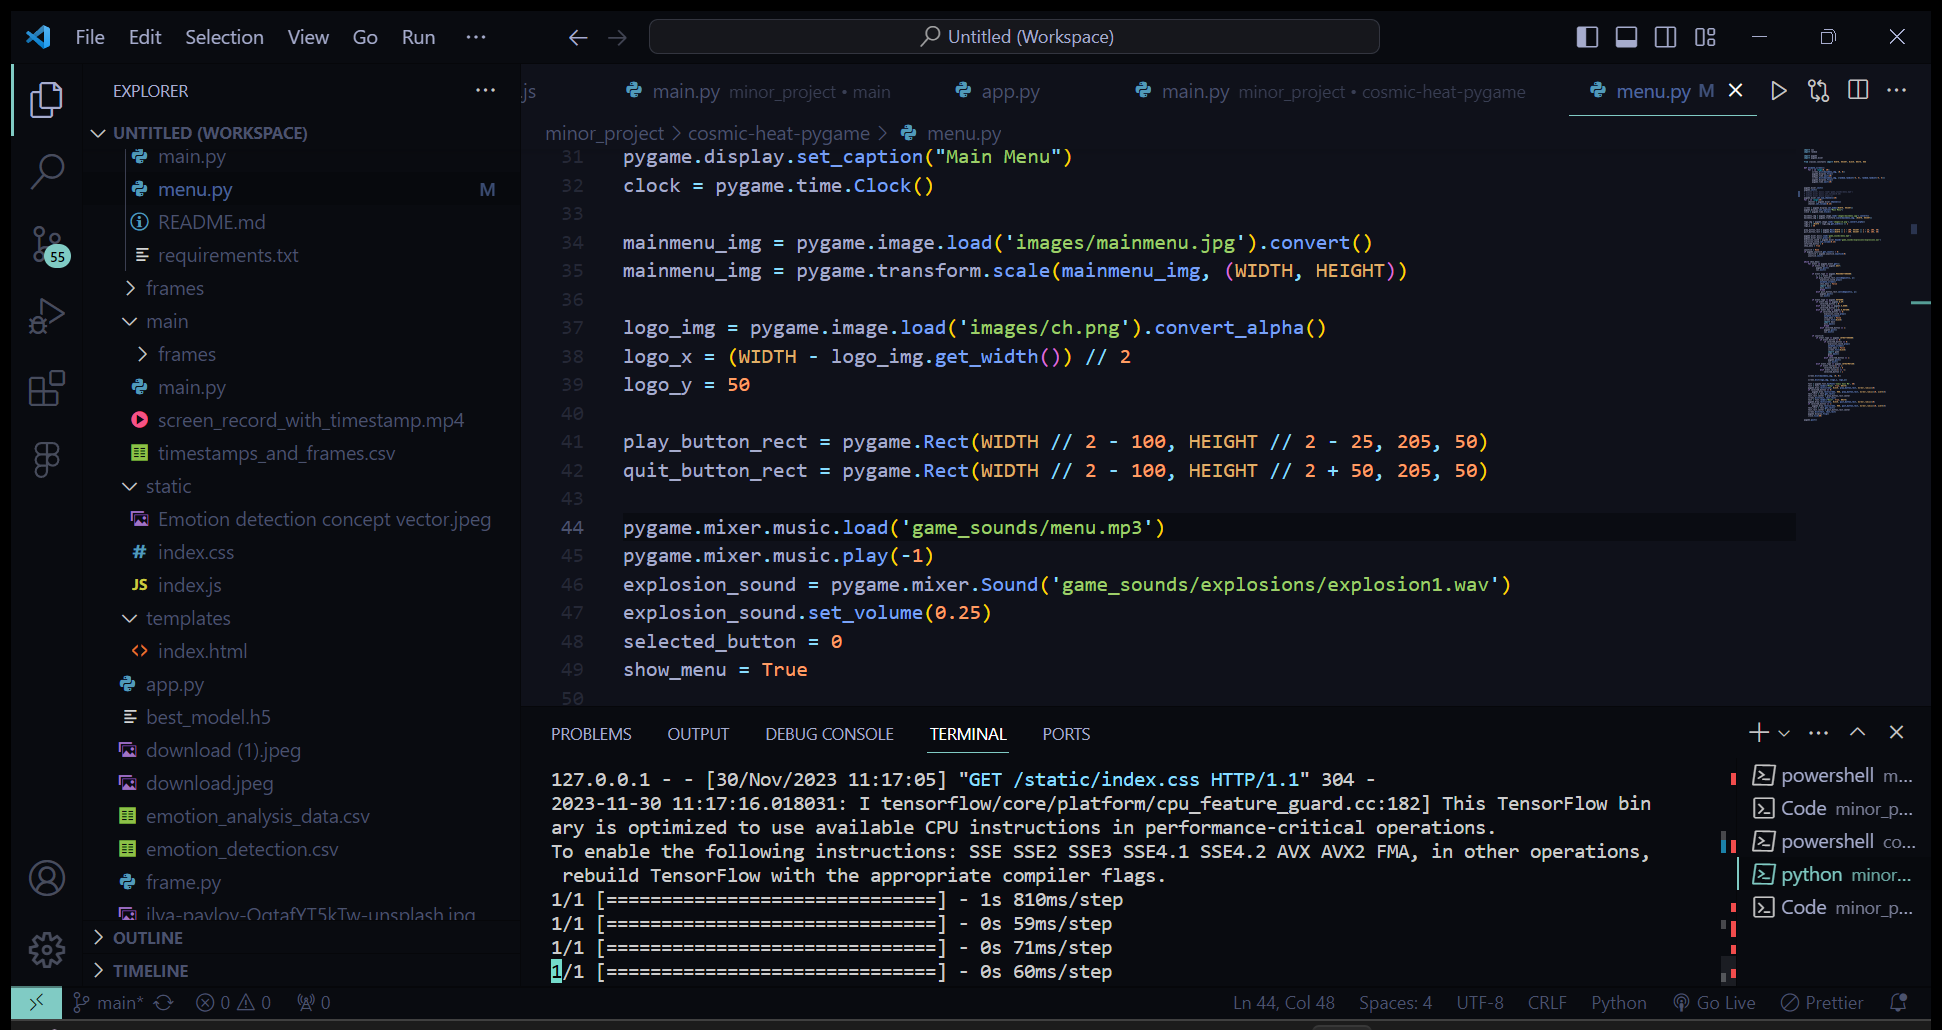 File Edit Selection View Go Run ···
Untitled (Workspace)
EXPLORER ···
UNTITLED (WORKSPACE)
main.py
menu.py M
README.md
requirements.txt
frames
main
frames
main.py
screen_record_with_timestamp.mp4
timestamps_and_frames.csv
static
Emotion detection concept vector.jpeg
# index.css
JS index.js
templates
<> index.html
app.py
best_model.h5
download (1).jpeg
download.jpeg
emotion_analysis_data.csv
emotion_detection.csv
frame.py
OUTLINE
TIMELINE
55
.js main.py minor_project • main app.py main.py minor_project • cosmic-heat-pygame menu.py M
minor_project > cosmic-heat-pygame > menu.py
31 pygame.display.set_caption("Main Menu")
32 clock = pygame.time.Clock()
33
34 mainmenu_img = pygame.image.load('images/mainmenu.jpg').convert()
35 mainmenu_img = pygame.transform.scale(mainmenu_img, (WIDTH, HEIGHT))
36
37 logo_img = pygame.image.load('images/ch.png').convert_alpha()
38 logo_x = (WIDTH - logo_img.get_width()) // 2
39 logo_y = 50
40
41 play_button_rect = pygame.Rect(WIDTH // 2 - 100, HEIGHT // 2 - 25, 205, 50)
42 quit_button_rect = pygame.Rect(WIDTH // 2 - 100, HEIGHT // 2 + 50, 205, 50)
43
44 pygame.mixer.music.load('game_sounds/menu.mp3')
45 pygame.mixer.music.play(-1)
46 explosion_sound = pygame.mixer.Sound('game_sounds/explosions/explosion1.wav')
47 explosion_sound.set_volume(0.25)
48 selected_button = 0
49 show_menu = True
50
PROBLEMS OUTPUT DEBUG CONSOLE TERMINAL PORTS
127.0.0.1 - - [30/Nov/2023 11:17:05] "GET /static/index.css HTTP/1.1" 304 -
2023-11-30 11:17:16.018031: I tensorflow/core/platform/cpu_feature_guard.cc:182] This TensorFlow bin
ary is optimized to use available CPU instructions in performance-critical operations.
To enable the following instructions: SSE SSE2 SSE3 SSE4.1 SSE4.2 AVX AVX2 FMA, in other operations,
rebuild TensorFlow with the appropriate compiler flags.
1/1 [==============================] - 1s 810ms/step
1/1 [==============================] - 0s 59ms/step
1/1 [==============================] - 0s 71ms/step
1/1 [==============================] - 0s 60ms/step
powershell m...
Code minor_p...
powershell co...
python minor...
Code minor_p...
main* 0 0 0
Ln 44, Col 48 Spaces: 4 UTF-8 CRLF Python Go Live Prettier